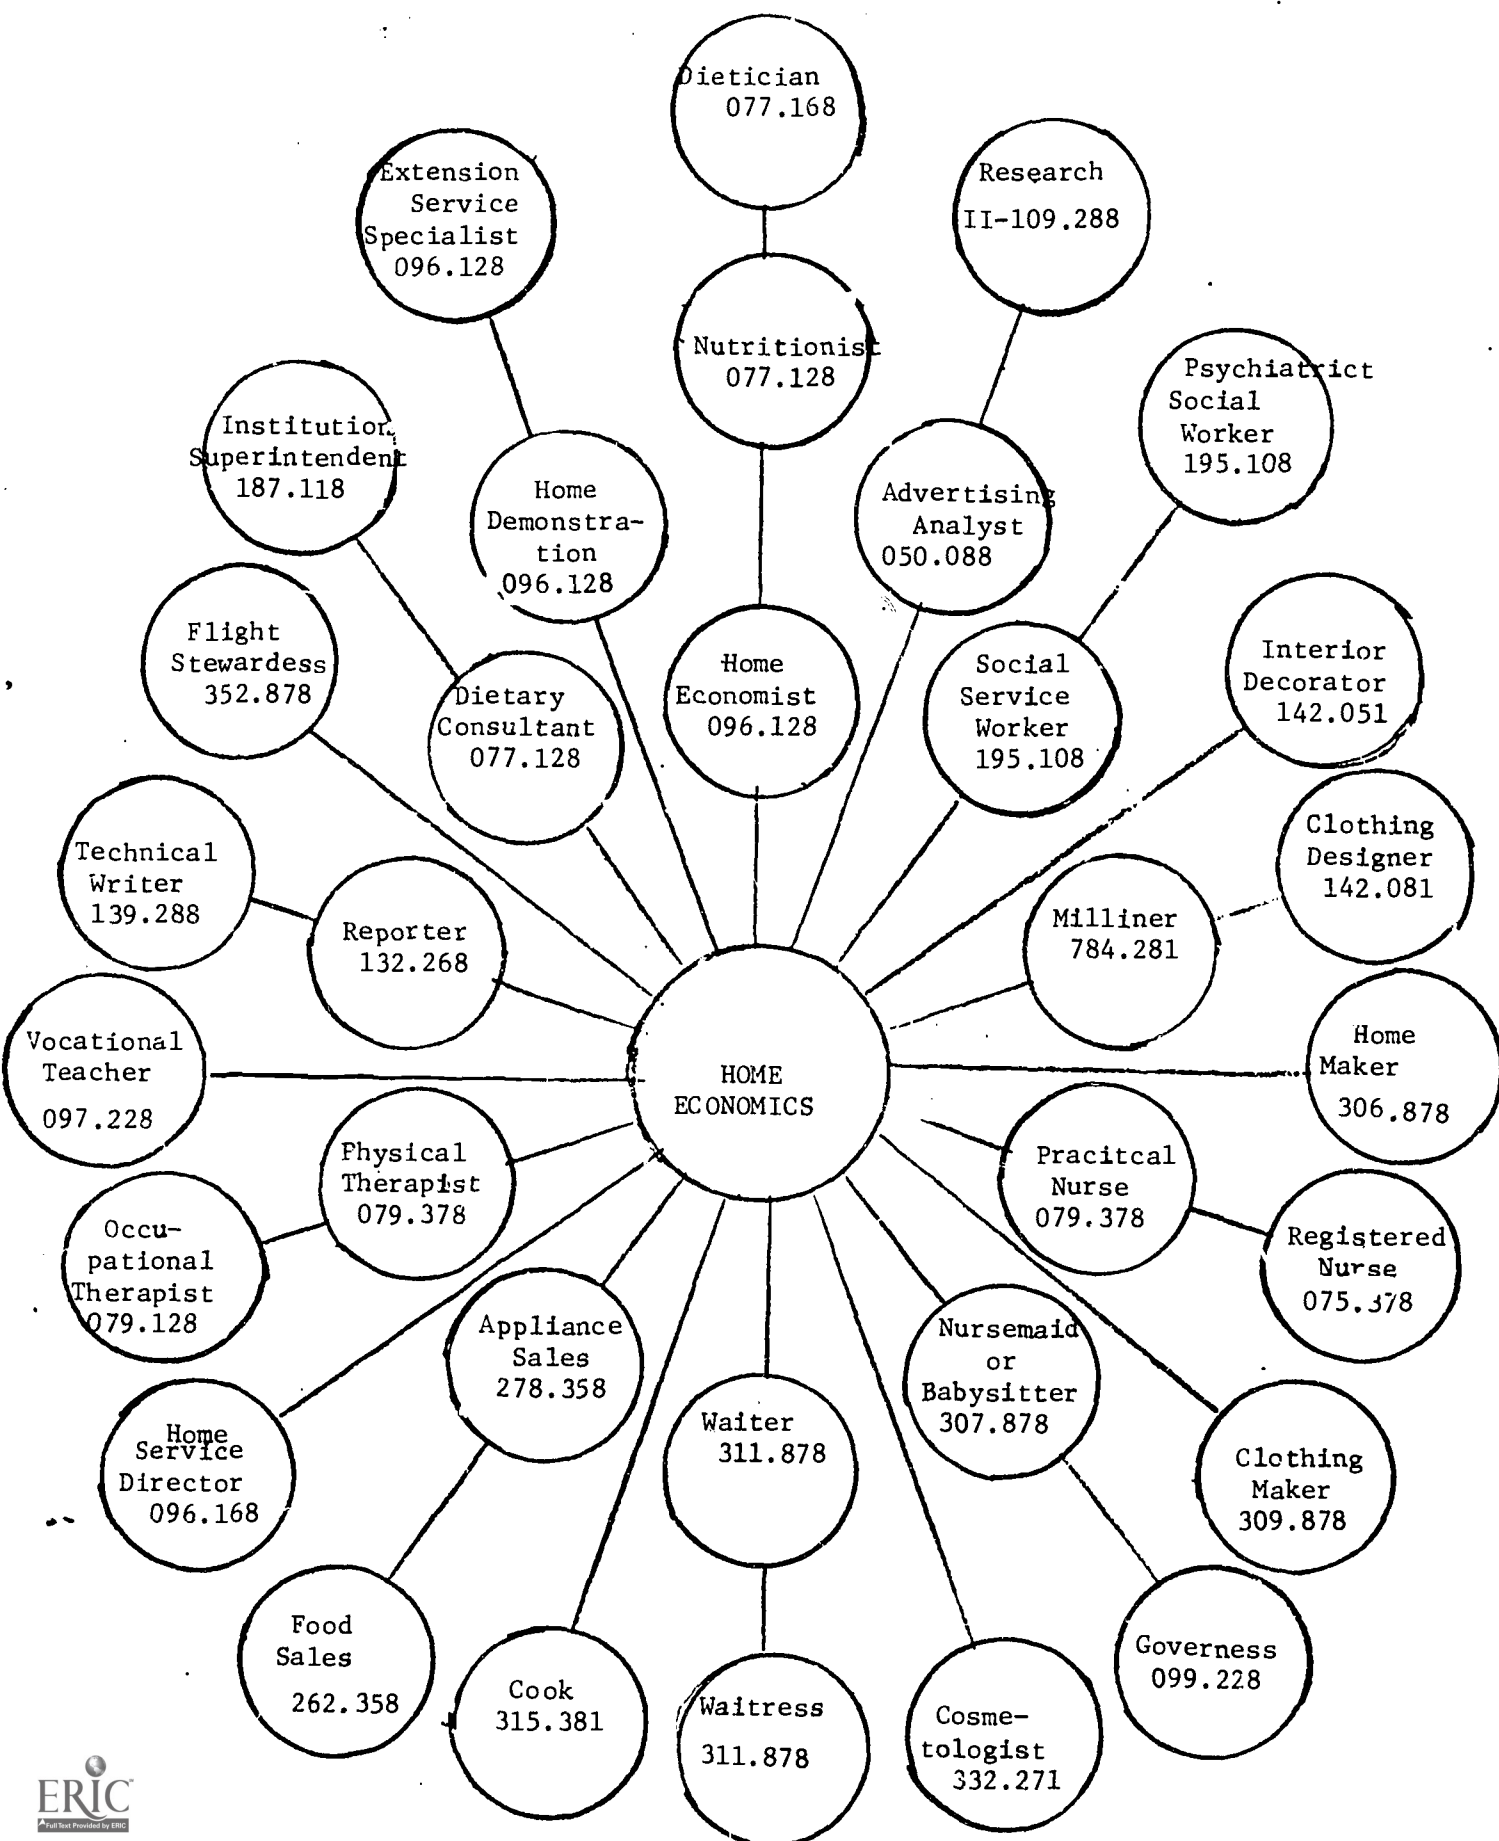 Dietician
077.168
Extension
Service
Specialist
096.128
Research
II-109.288
Nutritionist
077.128
Psychiatrict
Social
Worker
195.108
Institution
Superintendent
187.118
Home
Demonstra-
tion
096.128
Advertising
Analyst
050.088
Flight
Stewardess
352.878
Dietary
Consultant
077.128
Home
Economist
096.128
Social
Service
Worker
195.108
Interior
Decorator
142.051
Technical
Writer
139.288
Reporter
132.268
Milliner
784.281
Clothing
Designer
142.081
Vocational
Teacher
097.228
HOME
ECONOMICS
Home
Maker
306.878
Physical
Therapist
079.378
Pracitcal
Nurse
079.378
Occu-
pational
Therapist
079.128
Registered
Nurse
075.378
Appliance
Sales
278.358
Nursemaid
or
Babysitter
307.878
Home
Service
Director
096.168
Waiter
311.878
Clothing
Maker
309.878
Food
Sales
262.358
Cook
315.381
Waitress
311.878
Cosme-
tologist
332.271
Governess
099.228
ERIC
Full Text Provided by ERIC